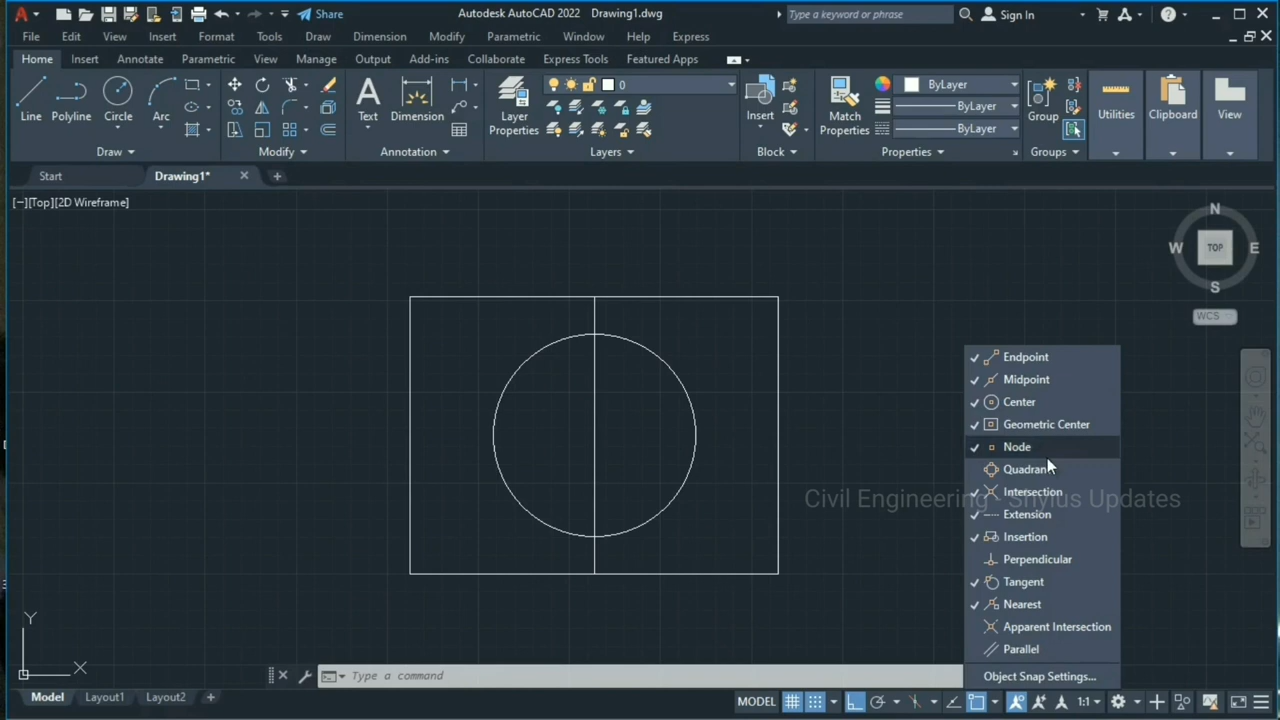 Share
Autodesk AutoCAD 2022 Drawing1.dwg
Type a keyword or phrase
Sign In
File Edit View Insert Format Tools Draw Dimension Modify Parametric Window Help Express
Home Insert Annotate Parametric View Manage Output Add-ins Collaborate Express Tools Featured Apps
0
ByLayer
ByLayer
ByLayer
Line Polyline Circle Arc
Text Dimension
Layer Properties
Insert
Match Properties
Group
Utilities
Clipboard
View
Draw Modify Annotation Layers Block Properties Groups
Start Drawing1*
[−][Top][2D Wireframe]
N
W TOP E
S
WCS
Endpoint
Midpoint
Center
Geometric Center
Node
Quadran
Intersection
Civil Engineering - Shylus Updates
Extension
Insertion
Perpendicular
Tangent
Nearest
Apparent Intersection
Parallel
Object Snap Settings...
Y
X
Type a command
Model Layout1 Layout2
MODEL 1:1